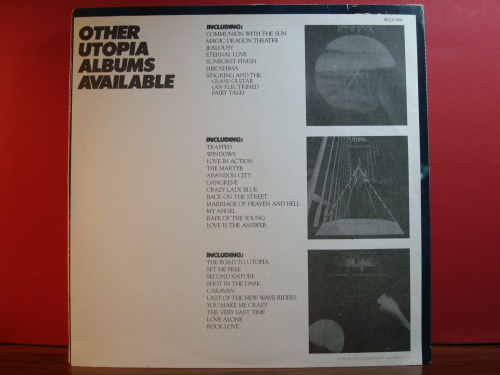 OTHER
UTOPIA
ALBUMS
AVAILABLE
INCLUDING:
COMMUNION WITH THE SUN
MAGIC DRAGON THEATRE
JEALOUSY
ETERNAL LOVE
SUNBURST FINISH
HIROSHIMA
SINGRING AND THE
GLASS GUITAR
(AN ELECTRIFIED
FAIRY TALE)
INCLUDING:
TRAPPED
WINDOWS
LOVE IN ACTION
THE MARTYR
ABANDON CITY
GANGRENE
CRAZY LADY BLUE
BACK ON THE STREET
MARRIAGE OF HEAVEN AND HELL
MY ANGEL
RAPE OF THE YOUNG
LOVE IS THE ANSWER
UTOPIA
INCLUDING:
THE ROAD TO UTOPIA
SET ME FREE
SECOND NATURE
SHOT IN THE DARK
CARAVAN
LAST OF THE NEW WAVE RIDERS
YOU MAKE ME CRAZY
THE VERY LAST TIME
LOVE ALONE
ROCK LOVE